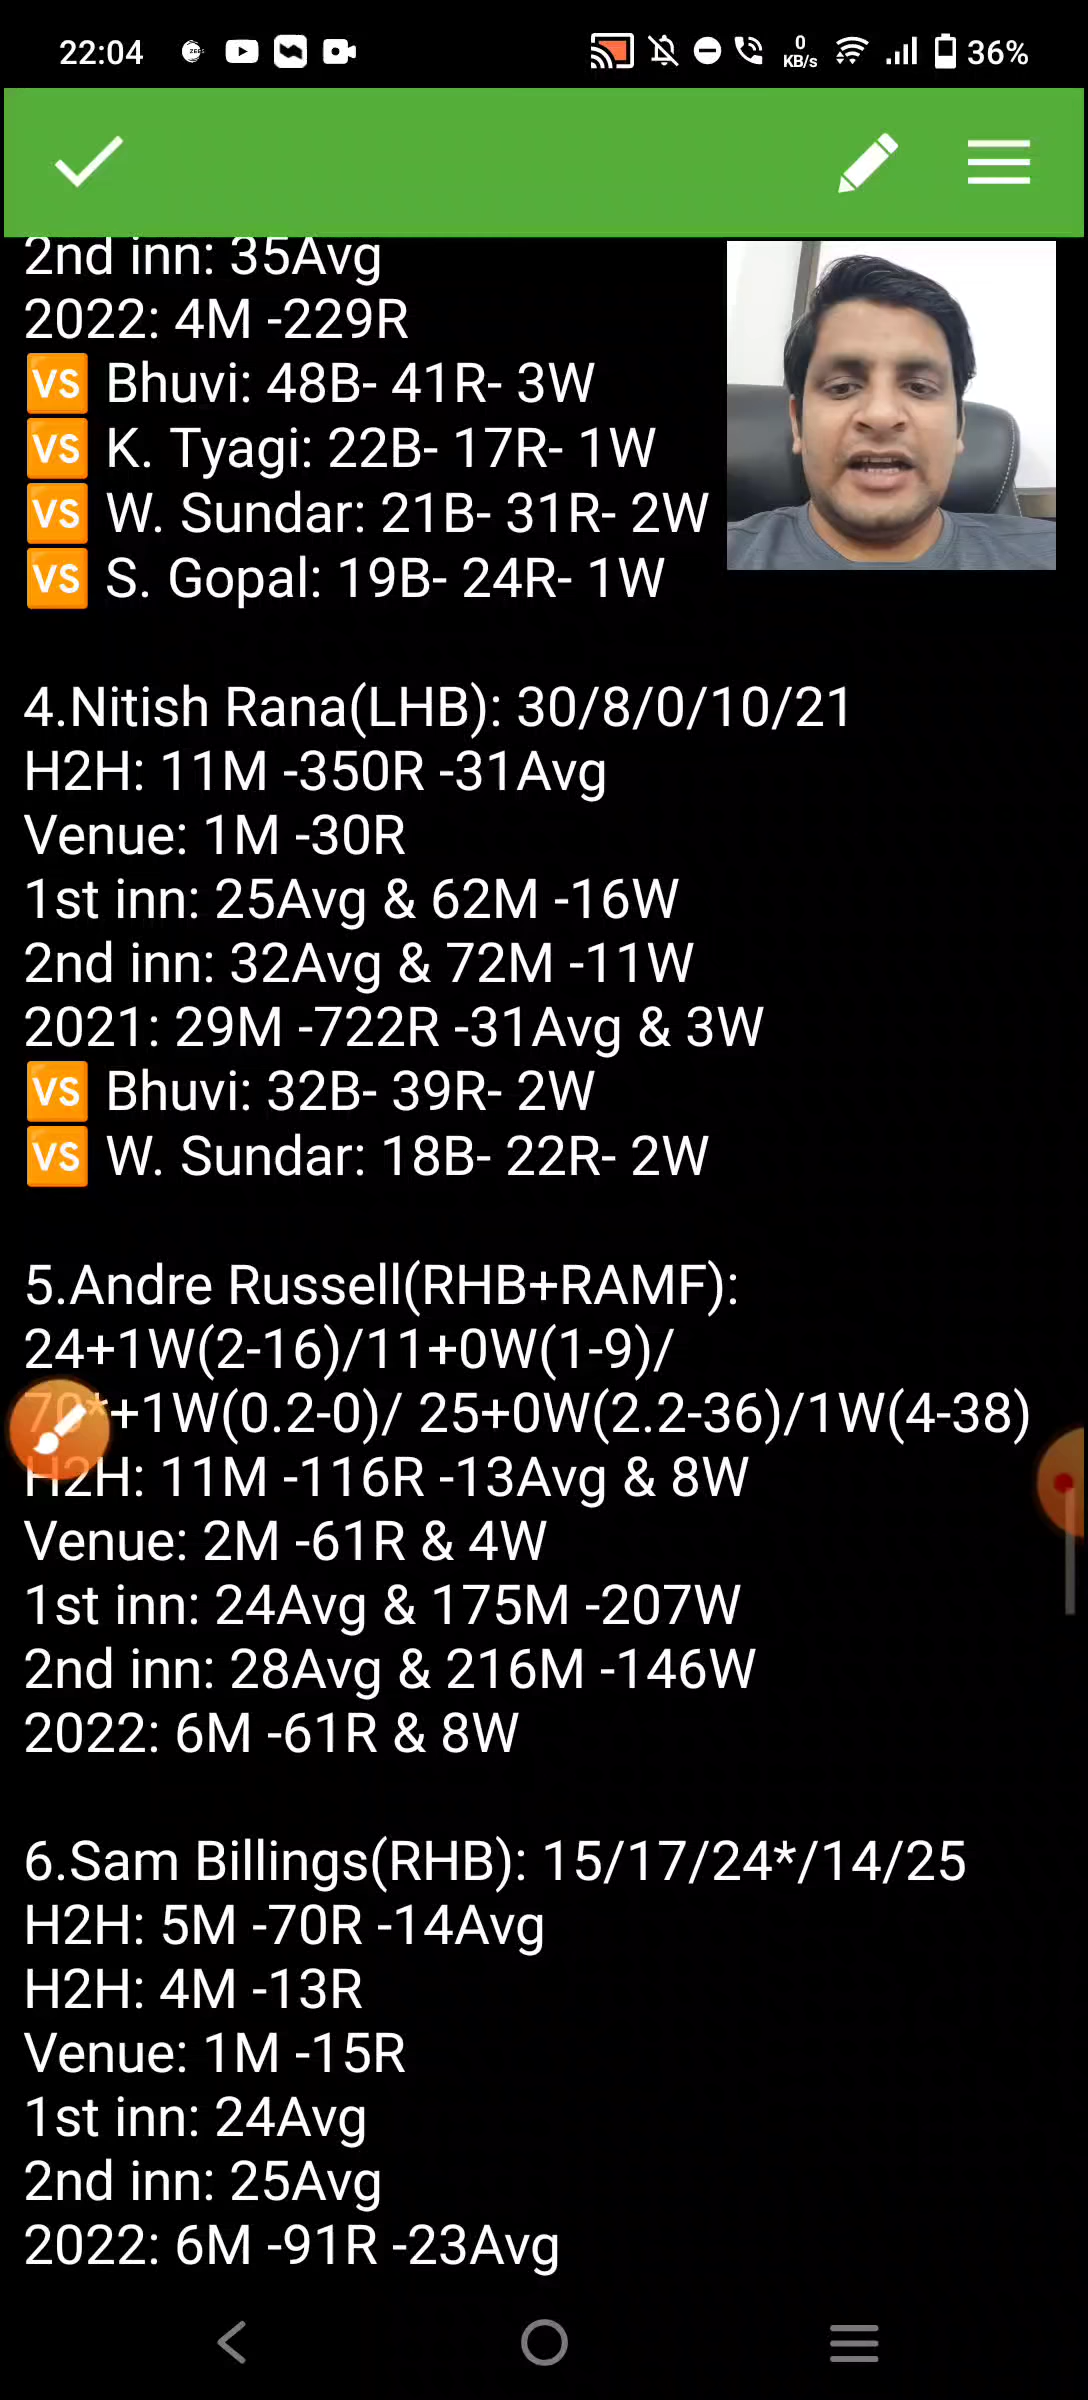 22:04
0
KB/s
36%
2nd inn: 35Avg
2022: 4M -229R
VS Bhuvi: 48B- 41R- 3W
VS K. Tyagi: 22B- 17R- 1W
VS W. Sundar: 21B- 31R- 2W
VS S. Gopal: 19B- 24R- 1W
4.Nitish Rana(LHB): 30/8/0/10/21
H2H: 11M -350R -31Avg
Venue: 1M -30R
1st inn: 25Avg & 62M -16W
2nd inn: 32Avg & 72M -11W
2021: 29M -722R -31Avg & 3W
VS Bhuvi: 32B- 39R- 2W
VS W. Sundar: 18B- 22R- 2W
5.Andre Russell(RHB+RAMF):
24+1W(2-16)/11+0W(1-9)/
70*+1W(0.2-0)/ 25+0W(2.2-36)/1W(4-38)
H2H: 11M -116R -13Avg & 8W
Venue: 2M -61R & 4W
1st inn: 24Avg & 175M -207W
2nd inn: 28Avg & 216M -146W
2022: 6M -61R & 8W
6.Sam Billings(RHB): 15/17/24*/14/25
H2H: 5M -70R -14Avg
H2H: 4M -13R
Venue: 1M -15R
1st inn: 24Avg
2nd inn: 25Avg
2022: 6M -91R -23Avg